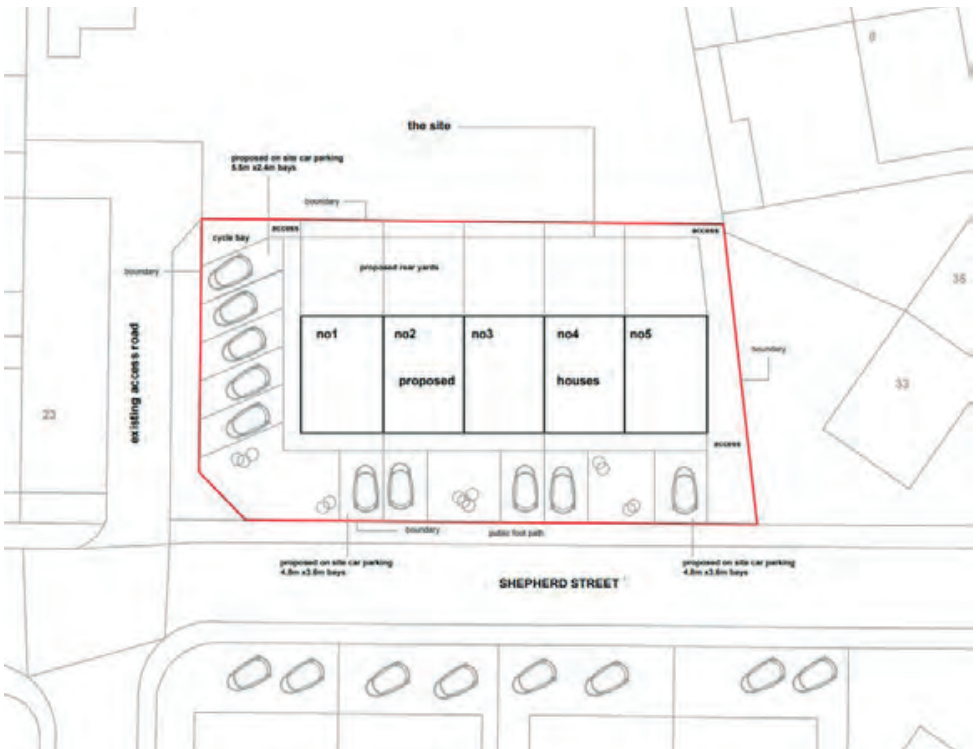 8
the site
proposed on site car parking
5.5m x2.4m bays
boundary
access
access
cycle bay
boundary
proposed rear yards
35
existing access road
no1
no2
no3
no4
no5
boundary
proposed
houses
33
23
access
boundary
public foot path
proposed on site car parking
4.8m x3.6m bays
proposed on site car parking
4.8m x3.6m bays
SHEPHERD STREET